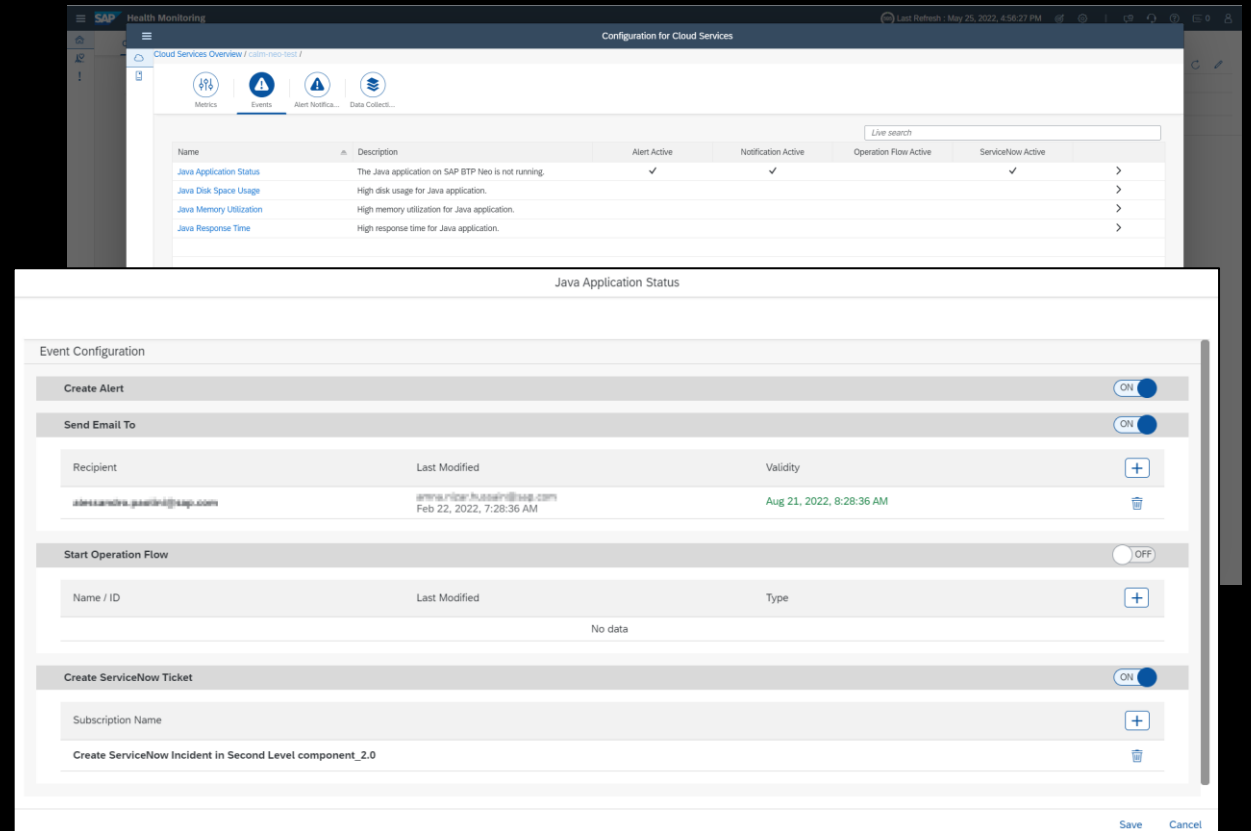 SAP Health Monitoring
Last Refresh : May 25, 2022, 4:56:27 PM
0
Configuration for Cloud Services
Cloud Services Overview / calm-neo-test /
Metrics Events Alert Notifica... Data Collecti...
Live search
Name Description Alert Active Notification Active Operation Flow Active ServiceNow Active
Java Application Status The Java application on SAP BTP Neo is not running.
Java Disk Space Usage High disk usage for Java application.
Java Memory Utilization High memory utilization for Java application.
Java Response Time High response time for Java application.
Java Application Status
Event Configuration
Create Alert ON
Send Email To ON
Recipient Last Modified Validity
Feb 22, 2022, 7:28:36 AM
Aug 21, 2022, 8:28:36 AM
Start Operation Flow OFF
Name / ID Last Modified Type
No data
Create ServiceNow Ticket ON
Subscription Name
Create ServiceNow Incident in Second Level component_2.0
Save Cancel